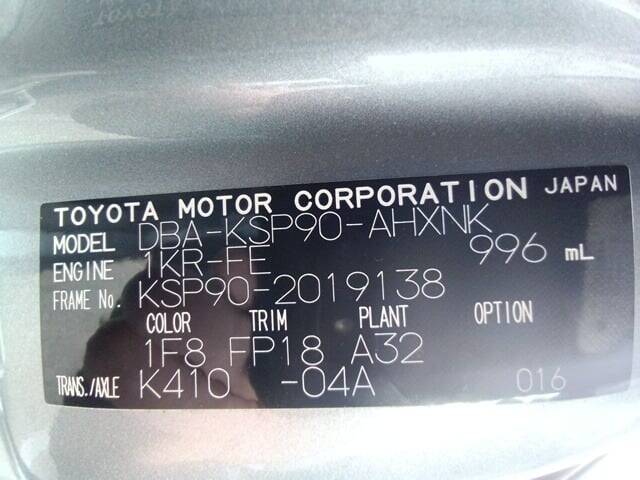 TOYOTA MOTOR CORPORATION JAPAN
MODEL DBA-KSP90-AHXNK
ENGINE 1KR-FE 996 mL
FRAME No. KSP90-2019138
COLOR TRIM PLANT OPTION
1F8 FP18 A32
TRANS./AXLE K410 -04A 016